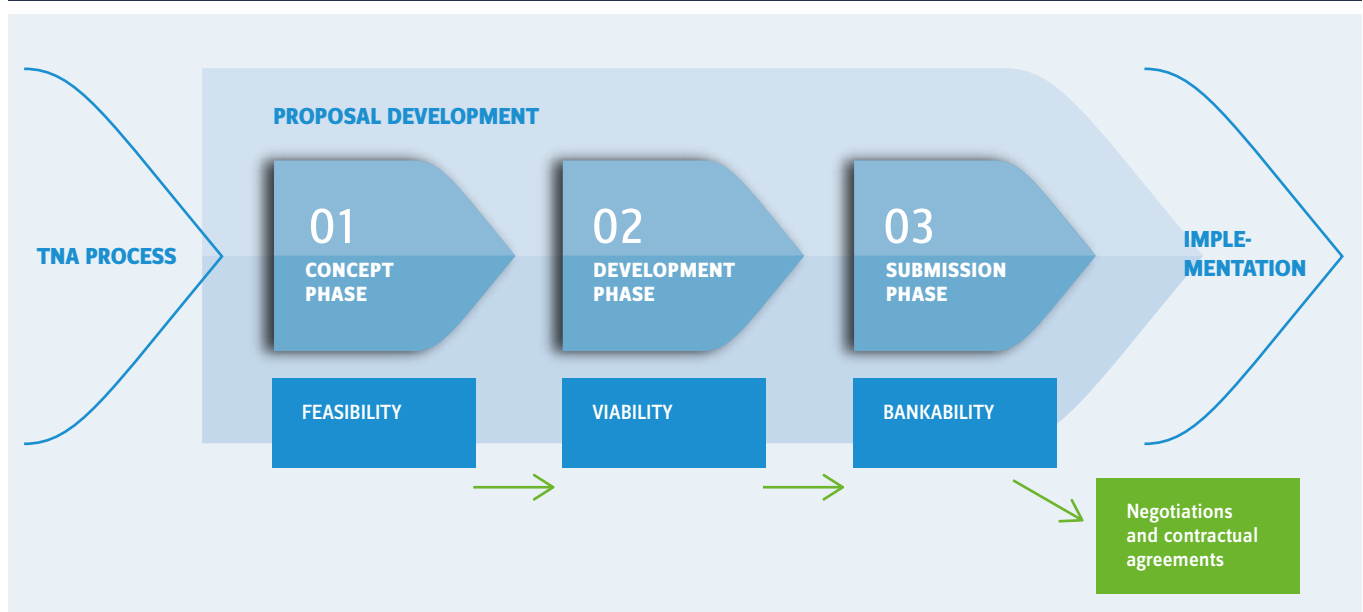 PROPOSAL DEVELOPMENT
TNA PROCESS
01
CONCEPT
PHASE
02
DEVELOPMENT
PHASE
03
SUBMISSION
PHASE
IMPLE-
MENTATION
FEASIBILITY
VIABILITY
BANKABILITY
Negotiations
and contractual
agreements